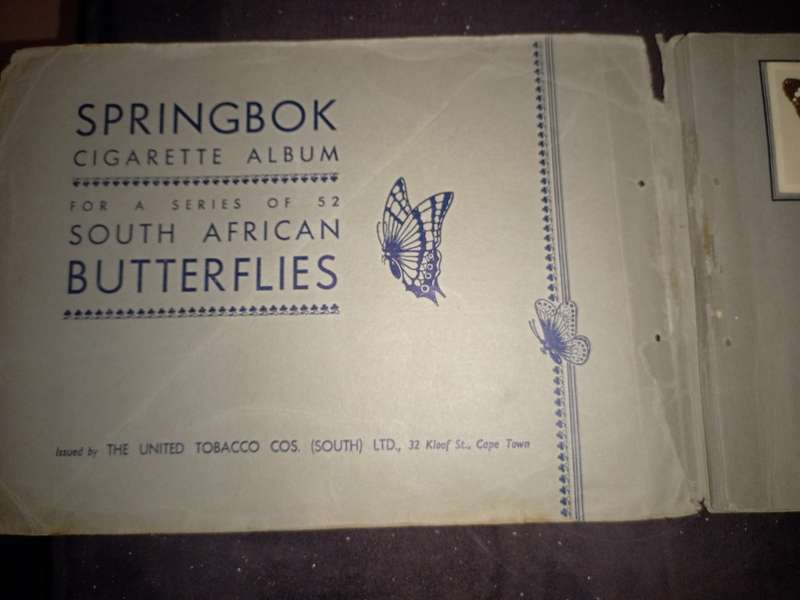 SPRINGBOK
CIGARETTE ALBUM
FOR A SERIES OF 52
SOUTH AFRICAN
BUTTERFLIES
Issued by THE UNITED TOBACCO COS. (SOUTH) LTD., 32 Kloof St., Cape Town